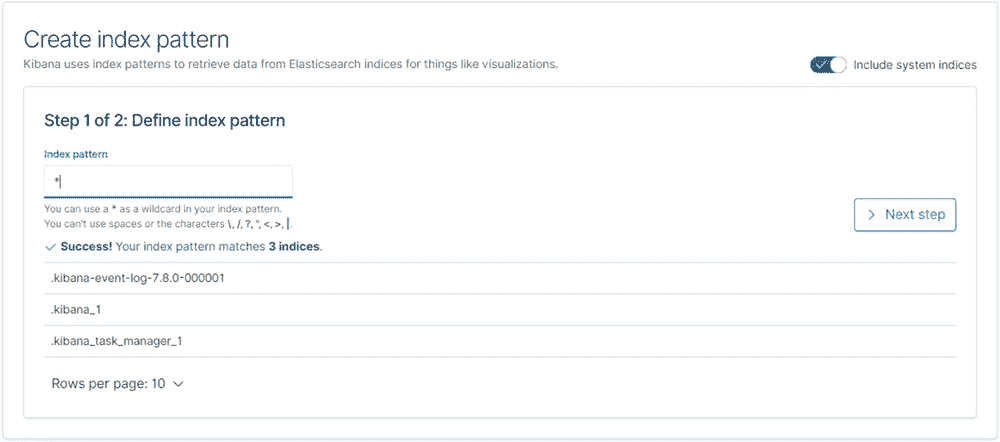 Create index pattern
Kibana uses index patterns to retrieve data from Elasticsearch indices for things like visualizations.
Include system indices
Step 1 of 2: Define index pattern
Index pattern
*
You can use a * as a wildcard in your index pattern.
You can't use spaces or the characters \, /, ?, ", <, >, |.
Next step
Success! Your index pattern matches 3 indices.
.kibana-event-log-7.8.0-000001
.kibana_1
.kibana_task_manager_1
Rows per page: 10